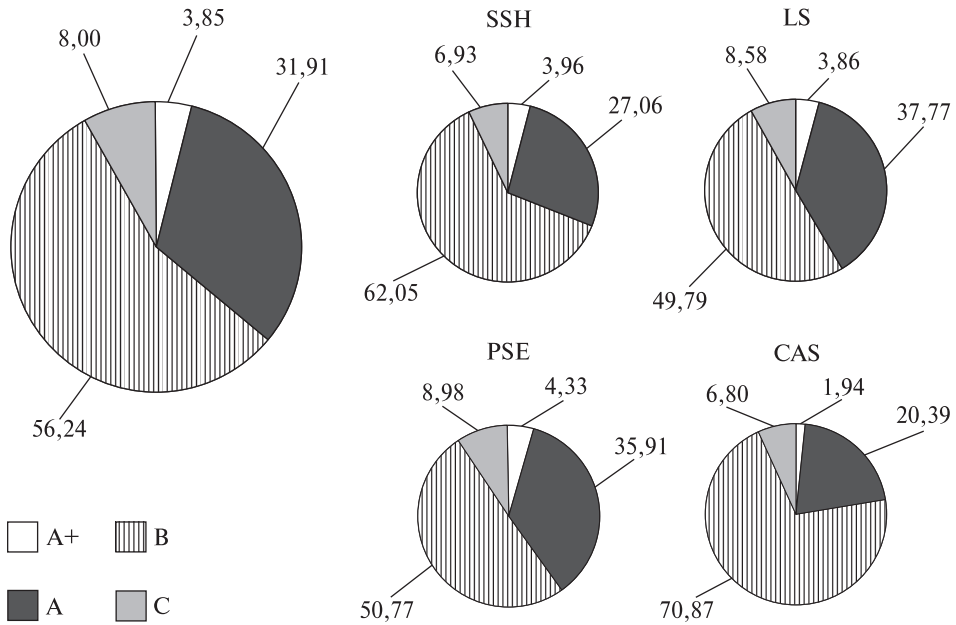 8,00
3,85
31,91
56,24
SSH
6,93
3,96
27,06
62,05
LS
8,58
3,86
37,77
49,79
PSE
8,98
4,33
35,91
50,77
CAS
6,80
1,94
20,39
70,87
A+
B
A
C